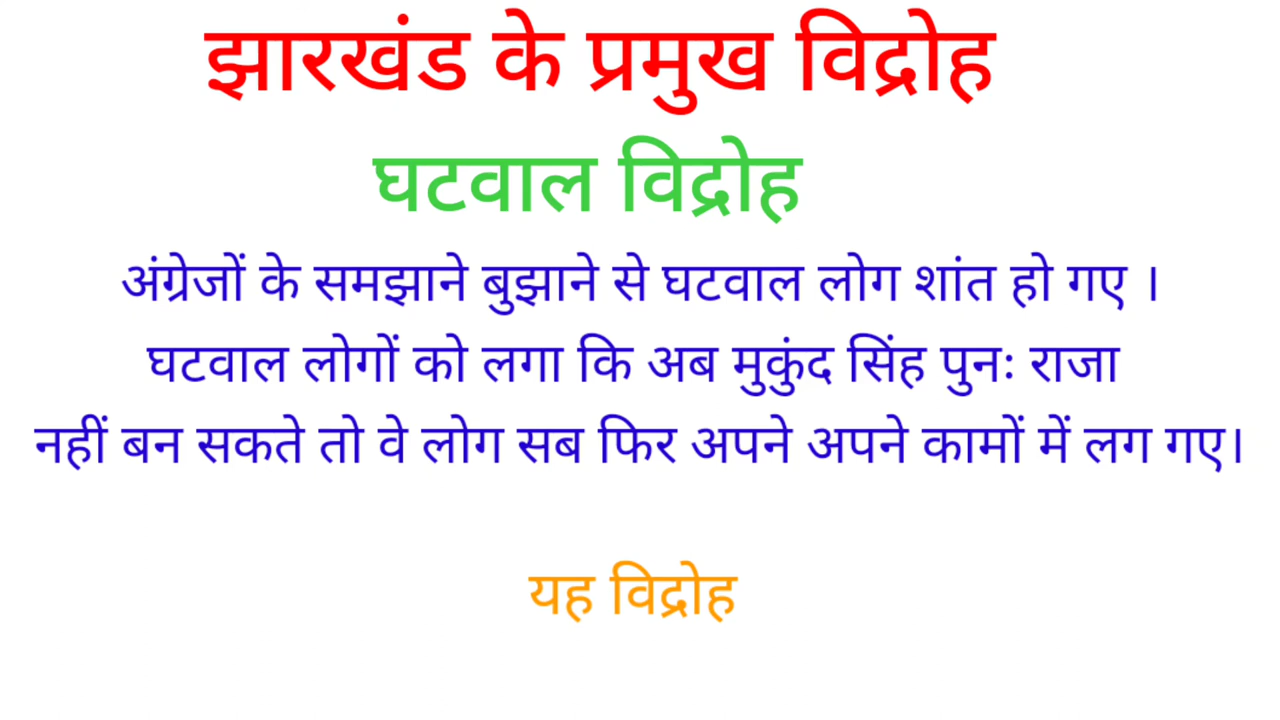 झारखंड के प्रमुख विद्रोह
घटवाल विद्रोह
अंग्रेजों के समझाने बुझाने से घटवाल लोग शांत हो गए ।
घटवाल लोगों को लगा कि अब मुकुंद सिंह पुनः राजा
नहीं बन सकते तो वे लोग सब फिर अपने अपने कामों में लग गए।
यह विद्रोह